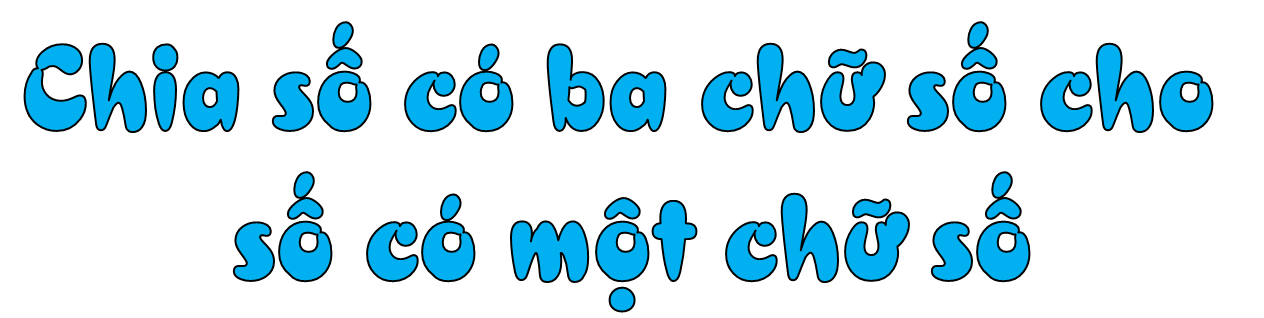 Chia số có ba chữ số cho
số có một chữ số